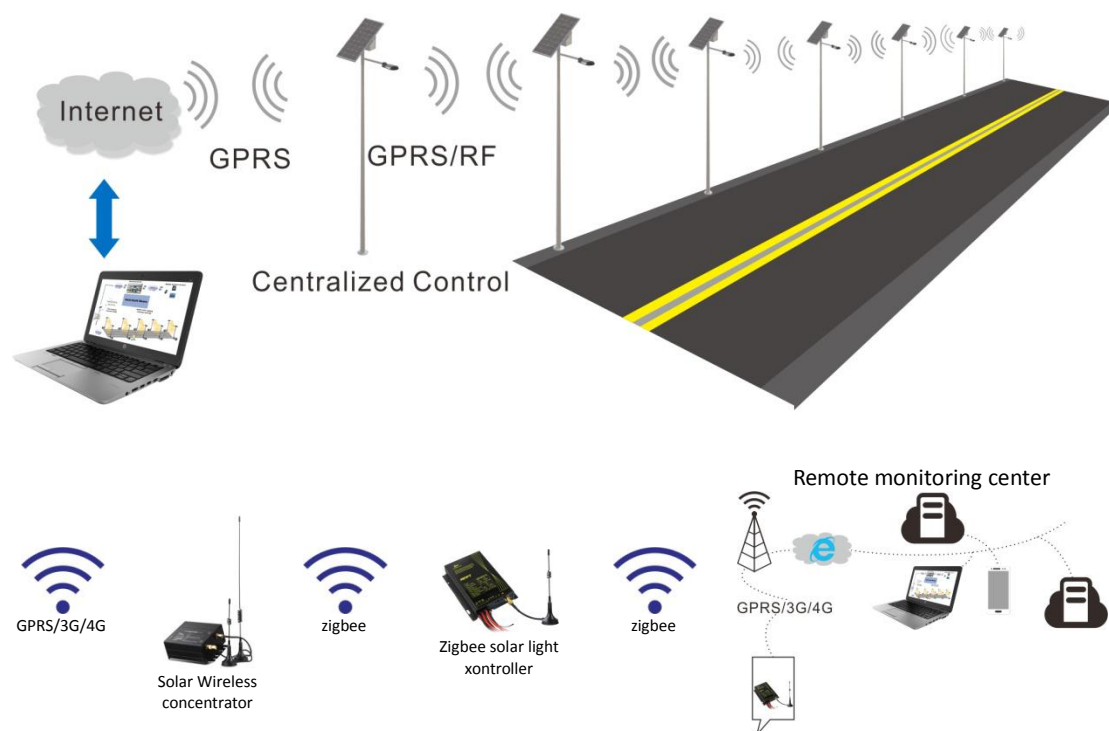 Internet
GPRS
GPRS/RF
Centralized Control
Remote monitoring center
GPRS/3G/4G
Solar Wireless
concentrator
zigbee
Zigbee solar light
xontroller
zigbee
GPRS/3G/4G